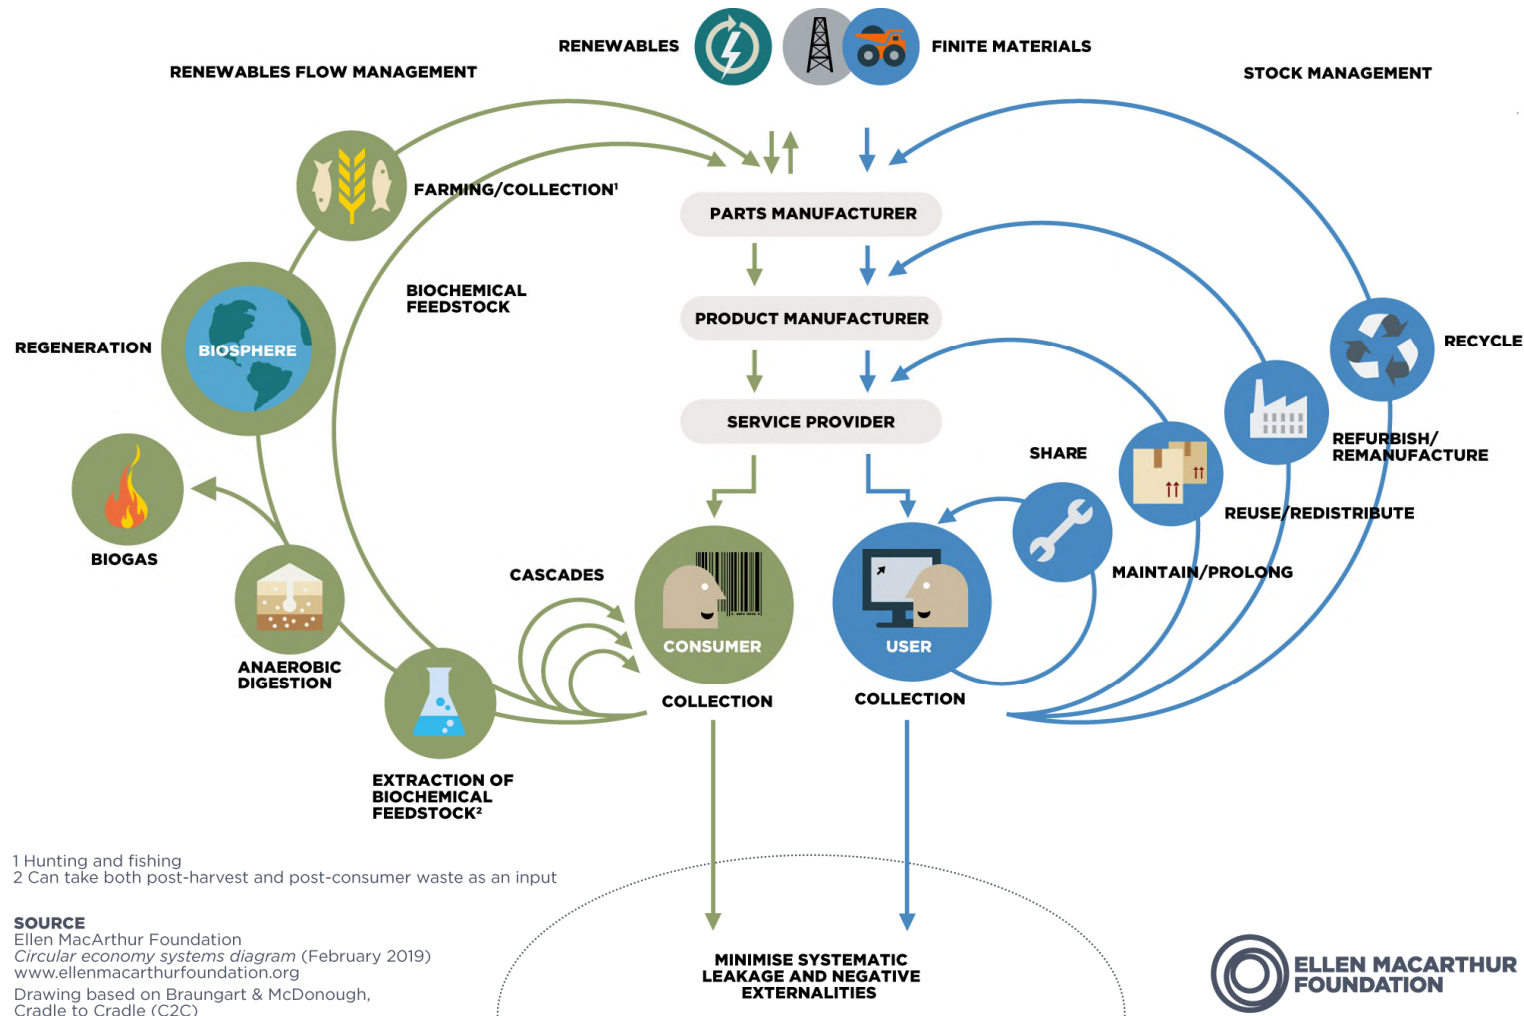 RENEWABLES
FINITE MATERIALS
RENEWABLES FLOW MANAGEMENT
STOCK MANAGEMENT
FARMING/COLLECTION¹
PARTS MANUFACTURER
BIOCHEMICAL
FEEDSTOCK
PRODUCT MANUFACTURER
REGENERATION
BIOSPHERE
RECYCLE
SERVICE PROVIDER
REFURBISH/
REMANUFACTURE
SHARE
REUSE/REDISTRIBUTE
BIOGAS
CASCADES
MAINTAIN/PROLONG
CONSUMER
USER
ANAEROBIC
DIGESTION
COLLECTION
COLLECTION
EXTRACTION OF
BIOCHEMICAL
FEEDSTOCK²
1 Hunting and fishing
2 Can take both post-harvest and post-consumer waste as an input
SOURCE
Ellen MacArthur Foundation
Circular economy systems diagram (February 2019)
www.ellenmacarthurfoundation.org
Drawing based on Braungart & McDonough,
Cradle to Cradle (C2C)
MINIMISE SYSTEMATIC
LEAKAGE AND NEGATIVE
EXTERNALITIES
ELLEN MACARTHUR
FOUNDATION